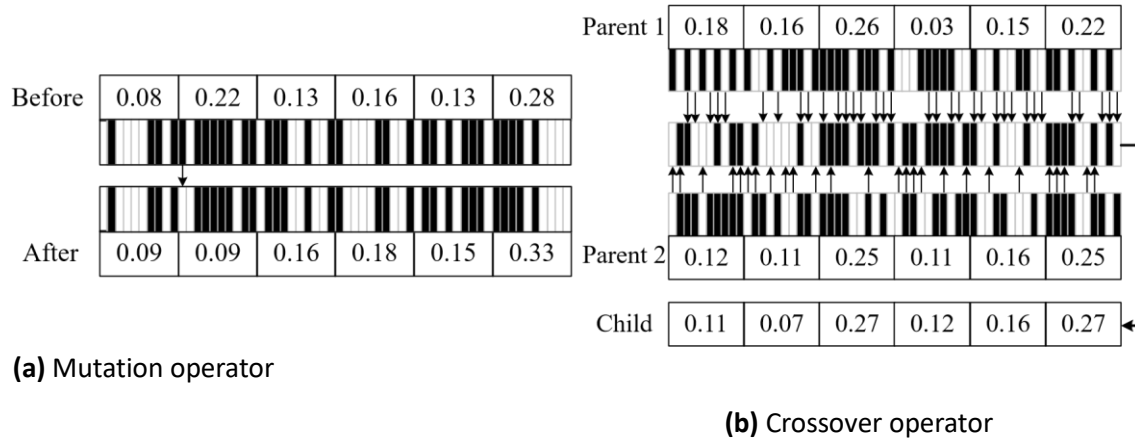 Before 0.08 0.22 0.13 0.16 0.13 0.28
After 0.09 0.09 0.16 0.18 0.15 0.33
(a) Mutation operator
Parent 1 0.18 0.16 0.26 0.03 0.15 0.22
Parent 2 0.12 0.11 0.25 0.11 0.16 0.25
Child 0.11 0.07 0.27 0.12 0.16 0.27
(b) Crossover operator